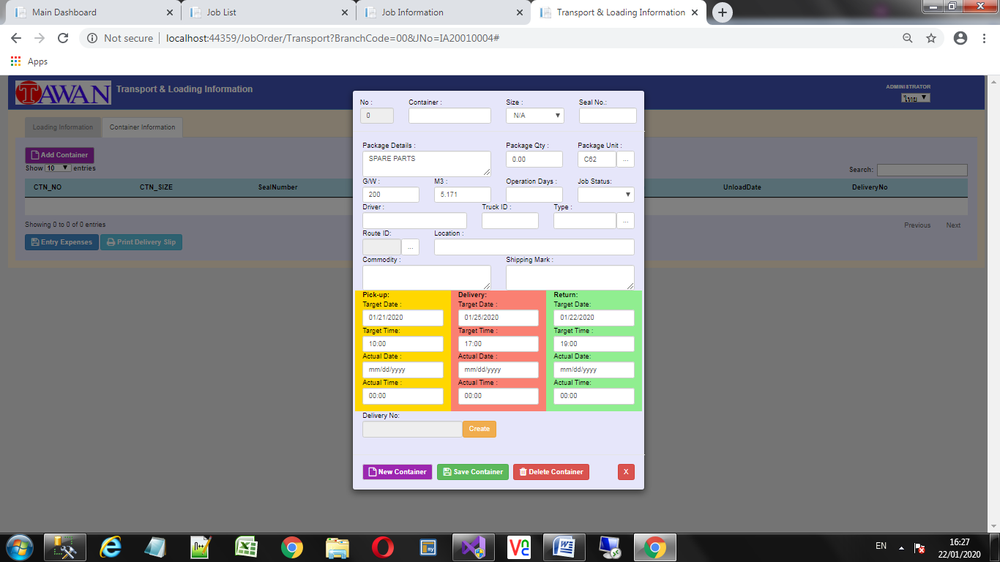 Main Dashboard
Job List
Job Information
Transport & Loading Information
Not secure
localhost:44359/JobOrder/Transport?BranchCode=00&JNo=IA20010004#
Apps
TAWAN
Transport & Loading Information
ADMINISTRATOR
ไทย
Loading Information
Container Information
Add Container
Show 10 entries
Search:
CTN_NO
CTN_SIZE
SealNumber
UnloadDate
DeliveryNo
Showing 0 to 0 of 0 entries
Previous
Next
Entry Expenses
Print Delivery Slip
No :
Container :
Size :
Seal No.:
0
N/A
Package Details :
Package Qty :
Package Unit :
SPARE PARTS
0.00
C62
...
G/W :
M3 :
Operation Days :
Job Status:
200
5.171
Driver :
Truck ID :
Type :
...
Route ID:
Location :
...
Commodity :
Shipping Mark :
Pick-up:
Delivery:
Return:
Target Date :
Target Date :
Target Date:
01/21/2020
01/25/2020
01/22/2020
Target Time:
Target Time :
Target Time:
10:00
17:00
19:00
Actual Date :
Actual Date :
Actual Date:
mm/dd/yyyy
mm/dd/yyyy
mm/dd/yyyy
Actual Time :
Actual Time :
Actual Time:
00:00
00:00
00:00
Delivery No:
Create
New Container
Save Container
Delete Container
X
EN
16:27
22/01/2020